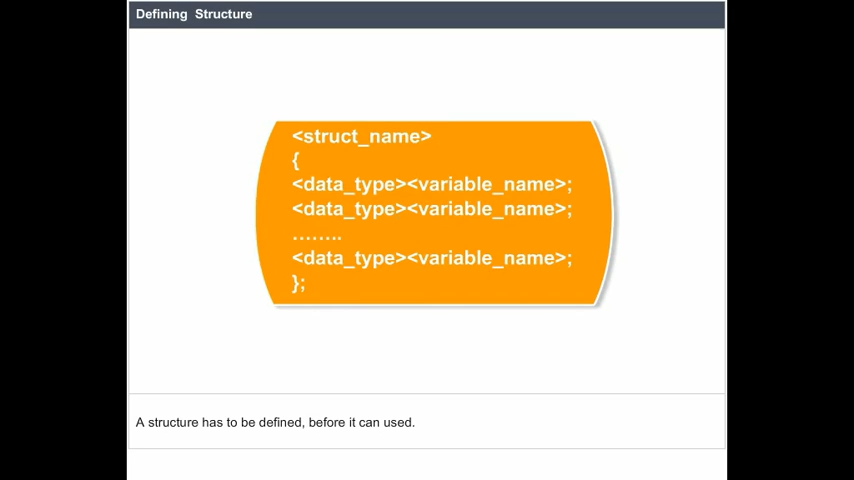 Defining Structure
<struct_name>
{
<data_type><variable_name>;
<data_type><variable_name>;
........
<data_type><variable_name>;
};
A structure has to be defined, before it can used.